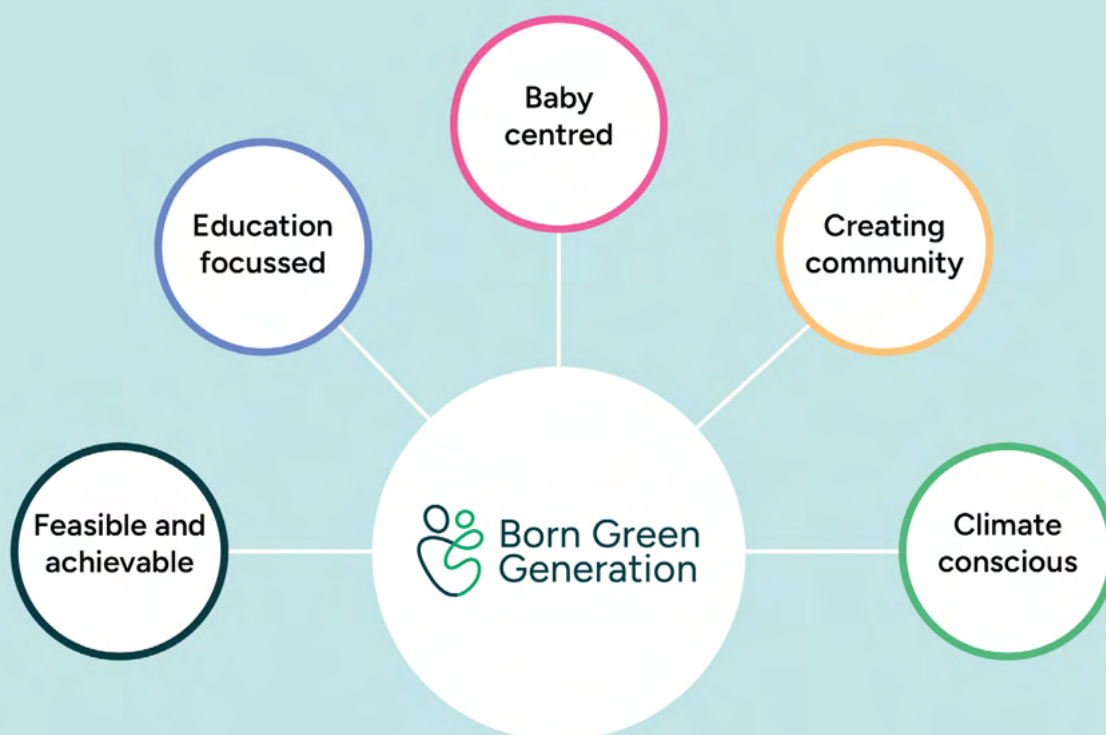 Baby
centred
Education
focussed
Creating
community
Feasible and
achievable
Born Green
Generation
Climate
conscious